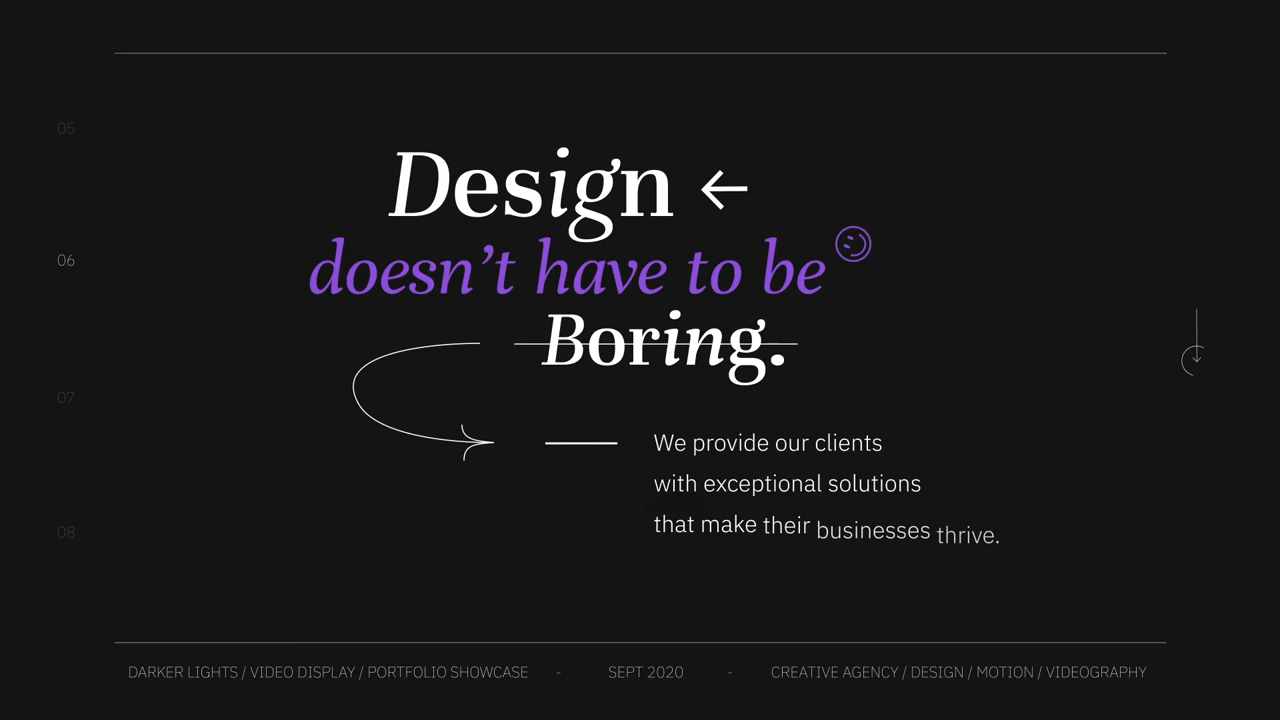 05
Design ←
doesn’t have to be
06
Boring.
07
We provide our clients
with exceptional solutions
that make their businesses thrive.
08
DARKER LIGHTS / VIDEO DISPLAY / PORTFOLIO SHOWCASE - SEPT 2020 - CREATIVE AGENCY / DESIGN / MOTION / VIDEOGRAPHY